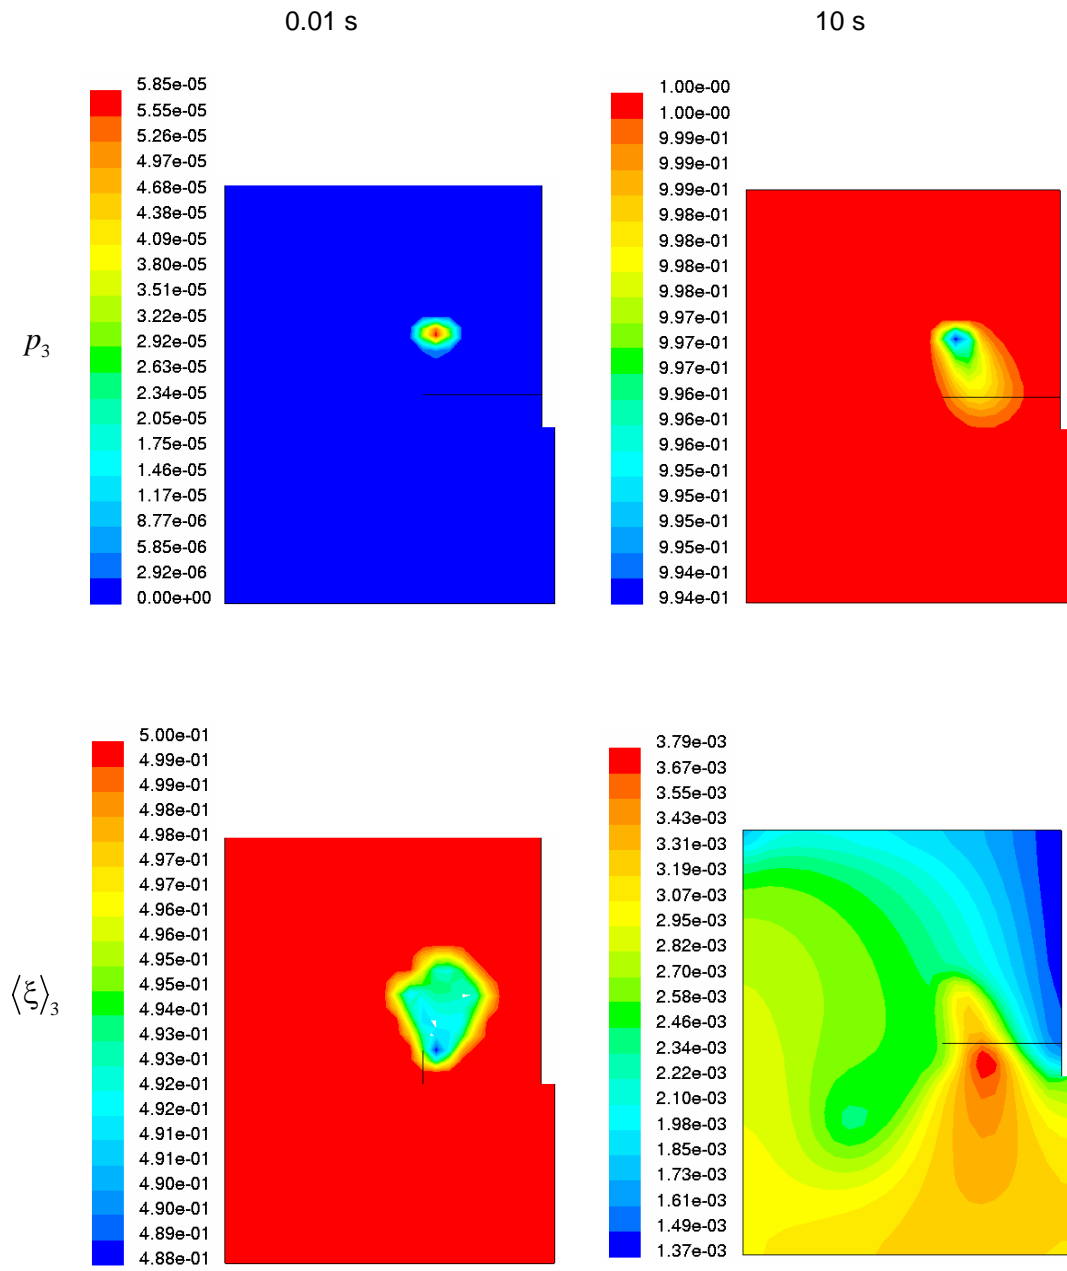 0.01 s
10 s
p₃
5.85e-05
5.55e-05
5.26e-05
4.97e-05
4.68e-05
4.38e-05
4.09e-05
3.80e-05
3.51e-05
3.22e-05
2.92e-05
2.63e-05
2.34e-05
2.05e-05
1.75e-05
1.46e-05
1.17e-05
8.77e-06
5.85e-06
2.92e-06
0.00e+00
1.00e-00
1.00e-00
9.99e-01
9.99e-01
9.99e-01
9.98e-01
9.98e-01
9.98e-01
9.98e-01
9.97e-01
9.97e-01
9.97e-01
9.96e-01
9.96e-01
9.96e-01
9.95e-01
9.95e-01
9.95e-01
9.95e-01
9.94e-01
9.94e-01
⟨ξ⟩₃
5.00e-01
4.99e-01
4.99e-01
4.98e-01
4.98e-01
4.97e-01
4.97e-01
4.96e-01
4.96e-01
4.95e-01
4.95e-01
4.94e-01
4.93e-01
4.93e-01
4.92e-01
4.92e-01
4.91e-01
4.91e-01
4.90e-01
4.90e-01
4.89e-01
4.88e-01
3.79e-03
3.67e-03
3.55e-03
3.43e-03
3.31e-03
3.19e-03
3.07e-03
2.95e-03
2.82e-03
2.70e-03
2.58e-03
2.46e-03
2.34e-03
2.22e-03
2.10e-03
1.98e-03
1.85e-03
1.73e-03
1.61e-03
1.49e-03
1.37e-03